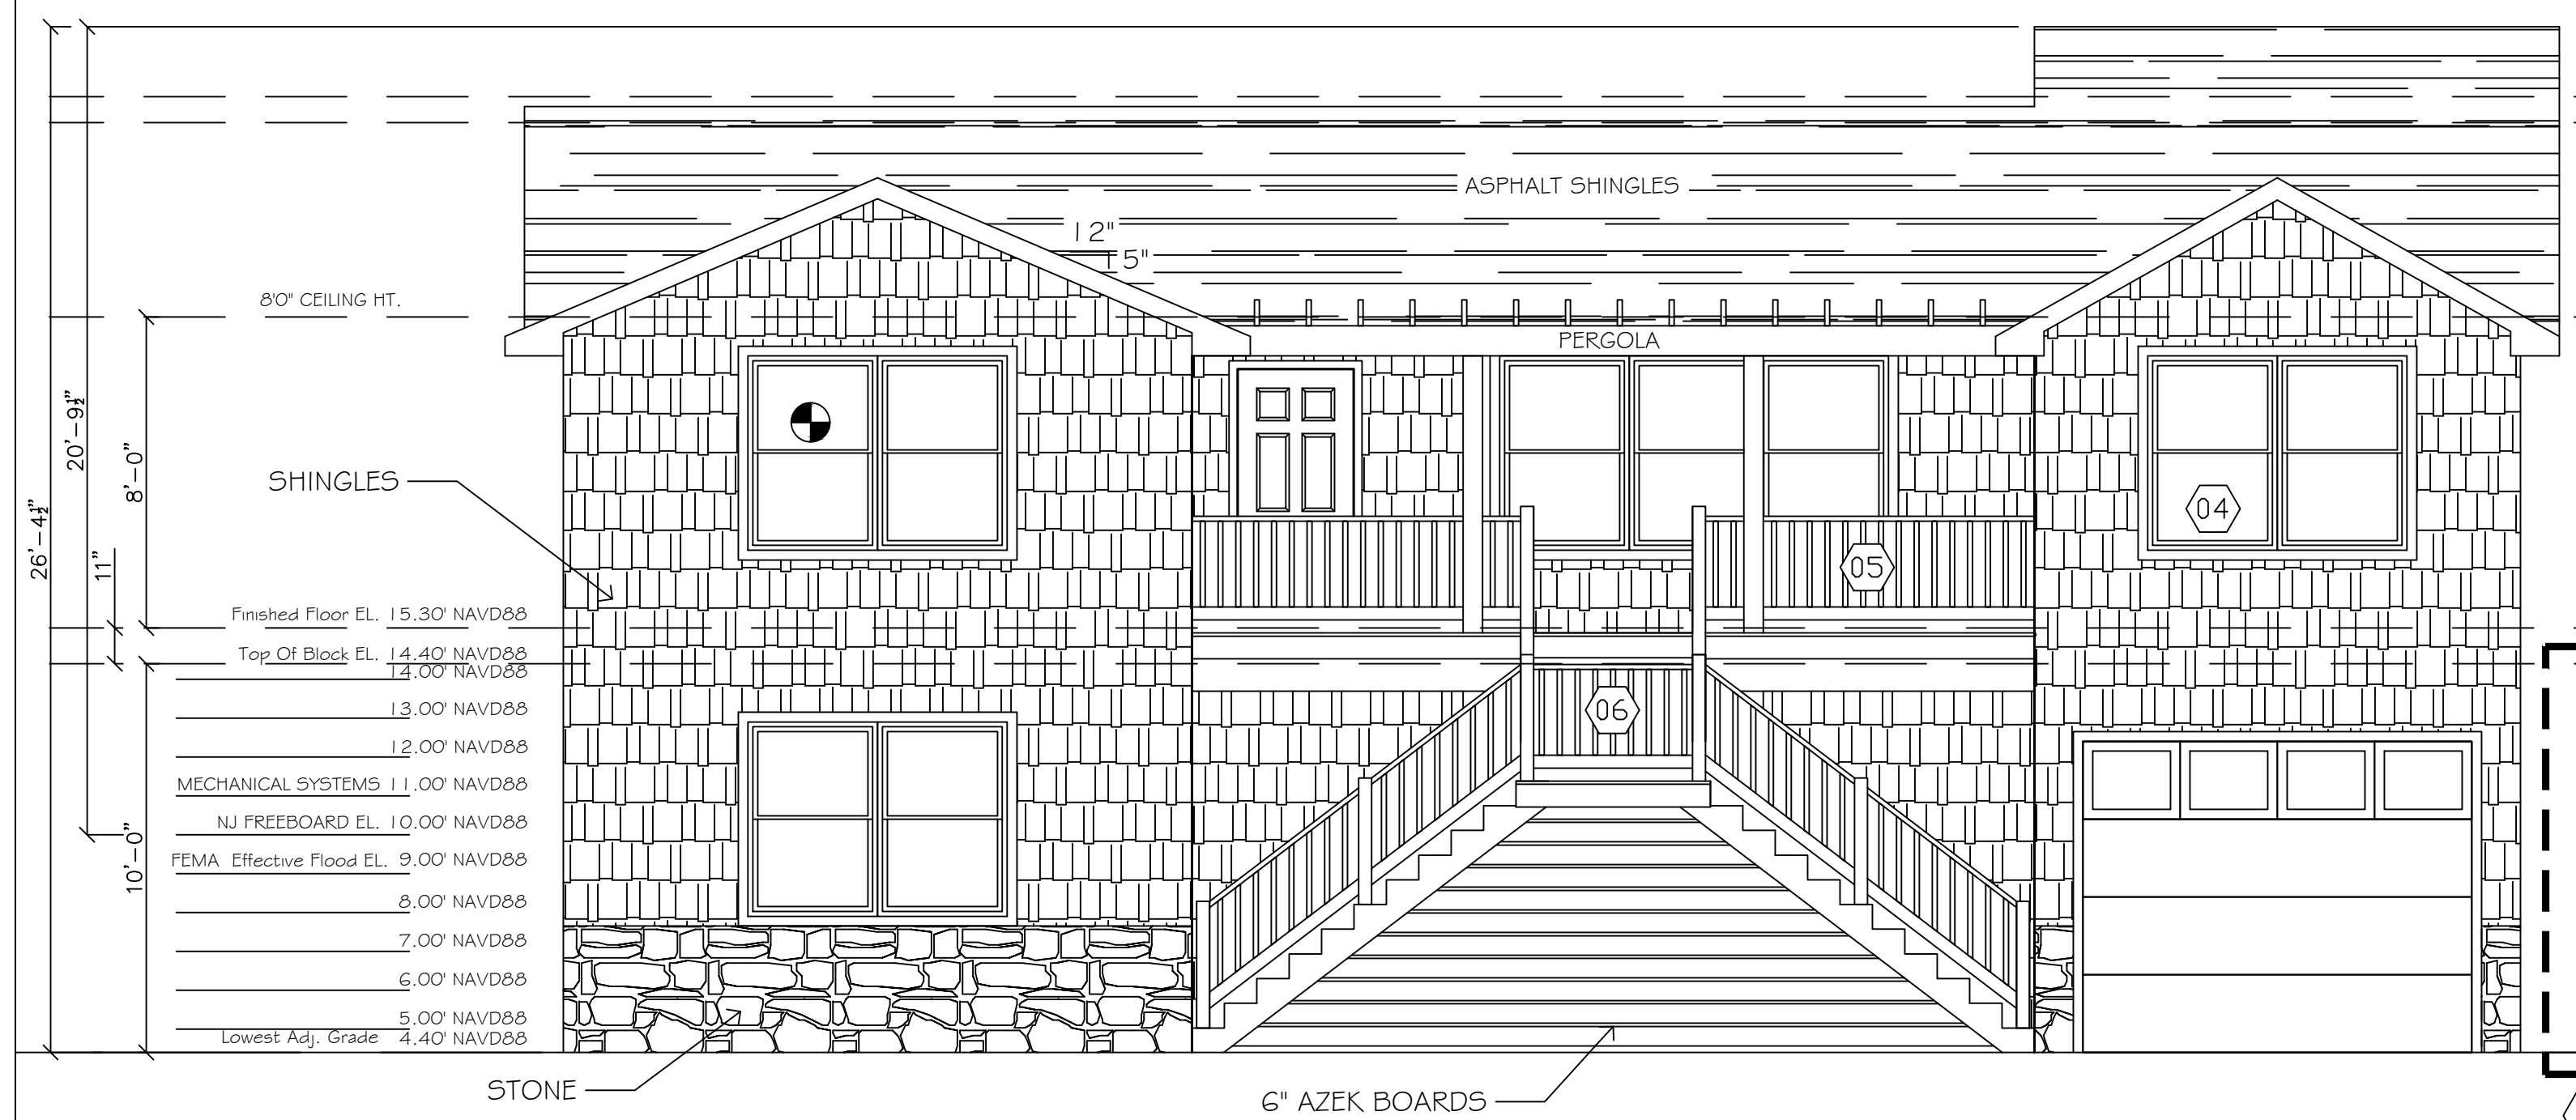 ASPHALT SHINGLES
12"
5"
8'0" CEILING HT.
PERGOLA
20'-9½"
8'-0"
SHINGLES
26'-4½"
04
11"
05
Finished Floor EL. 15.30' NAVD88
Top Of Block EL. 14.40' NAVD88
14.00' NAVD88
13.00' NAVD88
06
12.00' NAVD88
MECHANICAL SYSTEMS 11.00' NAVD88
NJ FREEBOARD EL. 10.00' NAVD88
10'-0"
FEMA Effective Flood EL. 9.00' NAVD88
8.00' NAVD88
7.00' NAVD88
6.00' NAVD88
5.00' NAVD88
Lowest Adj. Grade 4.40' NAVD88
STONE
6" AZEK BOARDS